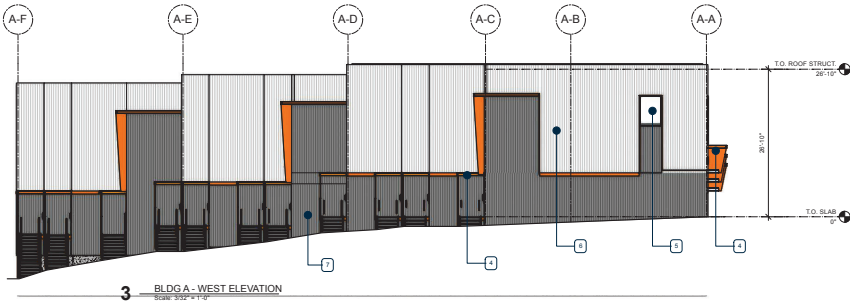 A-F A-E A-D A-C A-B A-A
T.O. ROOF STRUCT.
26'-10"
26'-10"
T.O. SLAB
0"
7 4 6 5 4
3 BLDG A - WEST ELEVATION
Scale: 3/32" = 1'-0"